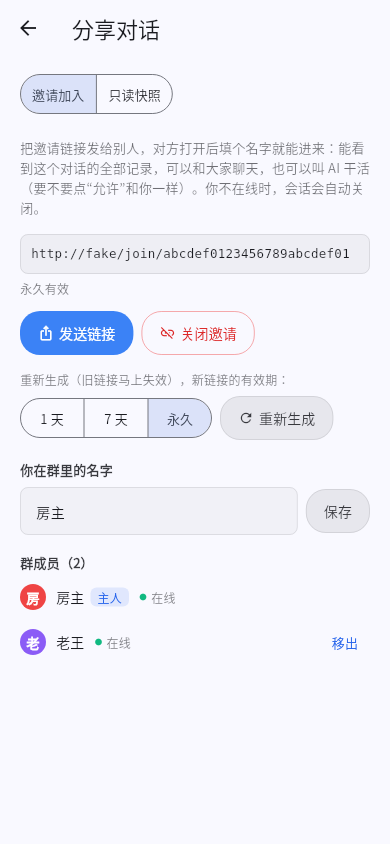 分享对话
邀请加入 只读快照
把邀请链接发给别人，对方打开后填个名字就能进来：能看
到这个对话的全部记录，可以和大家聊天，也可以叫 AI 干活
（要不要点“允许”和你一样）。你不在线时，会话会自动关
闭。
http://fake/join/abcdef0123456789abcdef01
永久有效
发送链接 关闭邀请
重新生成（旧链接马上失效），新链接的有效期：
1 天 7 天 永久 重新生成
你在群里的名字
房主 保存
群成员（2）
房 房主 主人 在线
老 老王 在线 移出